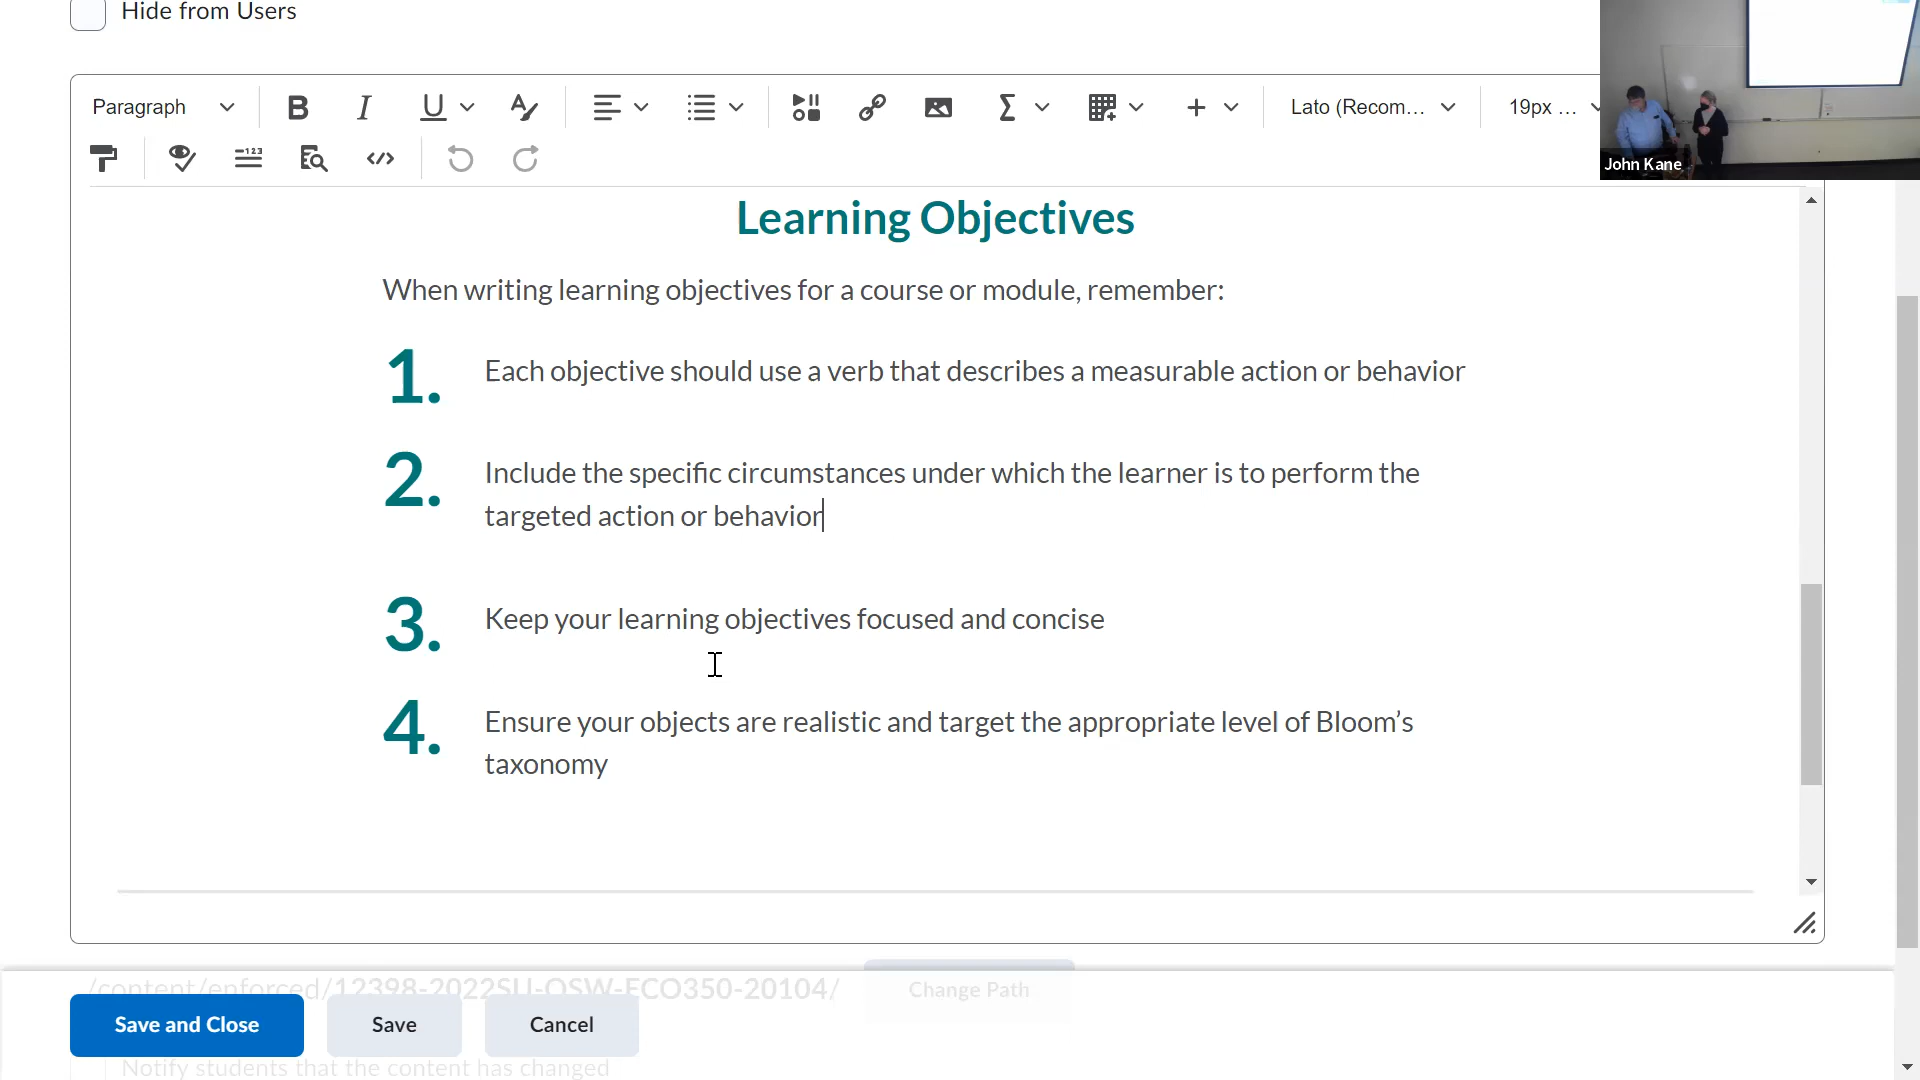 Hide from Users
Paragraph
Lato (Recom...
19px ...
John Kane
Learning Objectives
When writing learning objectives for a course or module, remember:
1. Each objective should use a verb that describes a measurable action or behavior
2. Include the specific circumstances under which the learner is to perform the
targeted action or behavior
3. Keep your learning objectives focused and concise
4. Ensure your objects are realistic and target the appropriate level of Bloom’s
taxonomy
/content/enforced/12398-2022SU-OSW-ECO350-20104/
Change Path
Save and Close
Save
Cancel
Notify students that the content has changed